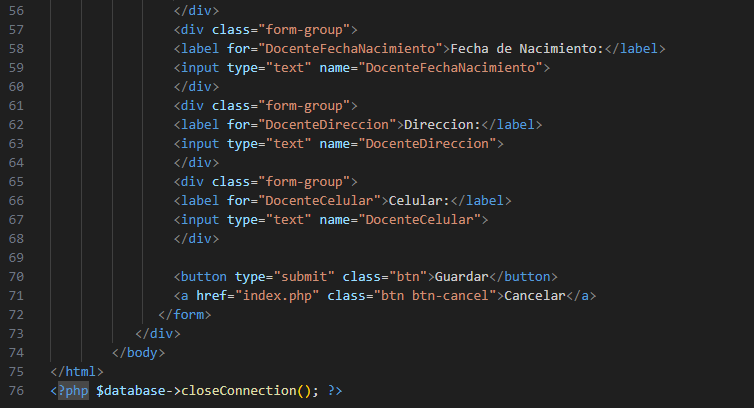 56 </div>
57 <div class="form-group">
58 <label for="DocenteFechaNacimiento">Fecha de Nacimiento:</label>
59 <input type="text" name="DocenteFechaNacimiento">
60 </div>
61 <div class="form-group">
62 <label for="DocenteDireccion">Direccion:</label>
63 <input type="text" name="DocenteDireccion">
64 </div>
65 <div class="form-group">
66 <label for="DocenteCelular">Celular:</label>
67 <input type="text" name="DocenteCelular">
68 </div>
69
70 <button type="submit" class="btn">Guardar</button>
71 <a href="index.php" class="btn btn-cancel">Cancelar</a>
72 </form>
73 </div>
74 </body>
75 </html>
76 <?php $database->closeConnection(); ?>